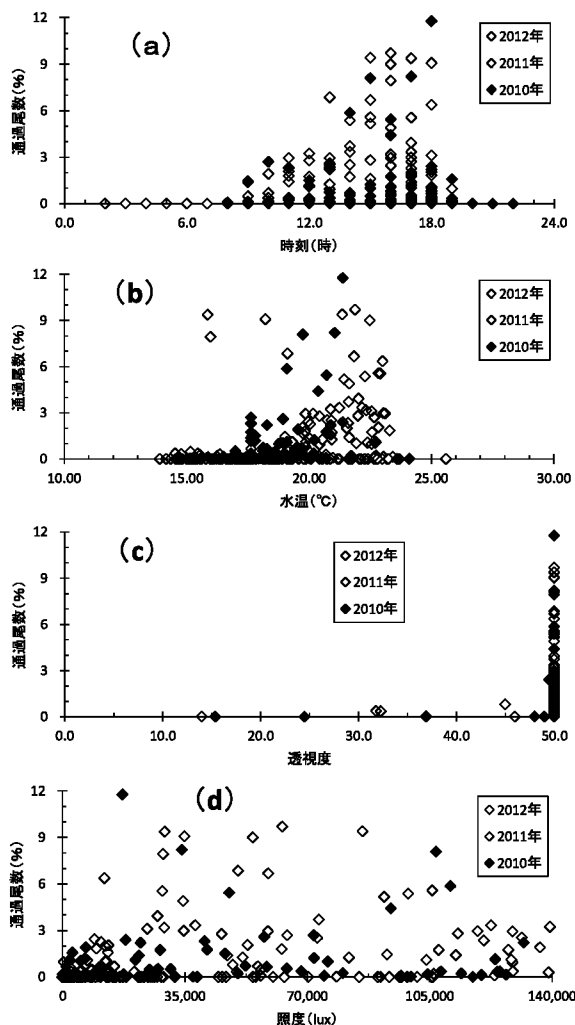 (a)
12
9
6
3
0
通過尾数(%)
◇2012年
◇2011年
◆2010年
0.0 6.0 12.0 18.0 24.0
時刻(時)
(b)
12
9
6
3
0
通過尾数(%)
◇2012年
◇2011年
◆2010年
10.00 15.00 20.00 25.00 30.00
水温(℃)
(c)
12
9
6
3
0
通過尾数(%)
◇2012年
◇2011年
◆2010年
0.0 10.0 20.0 30.0 40.0 50.0
透視度
(d)
12
9
6
3
0
通過尾数(%)
◇2012年
◇2011年
◆2010年
0 35,000 70,000 105,000 140,000
照度(lux)